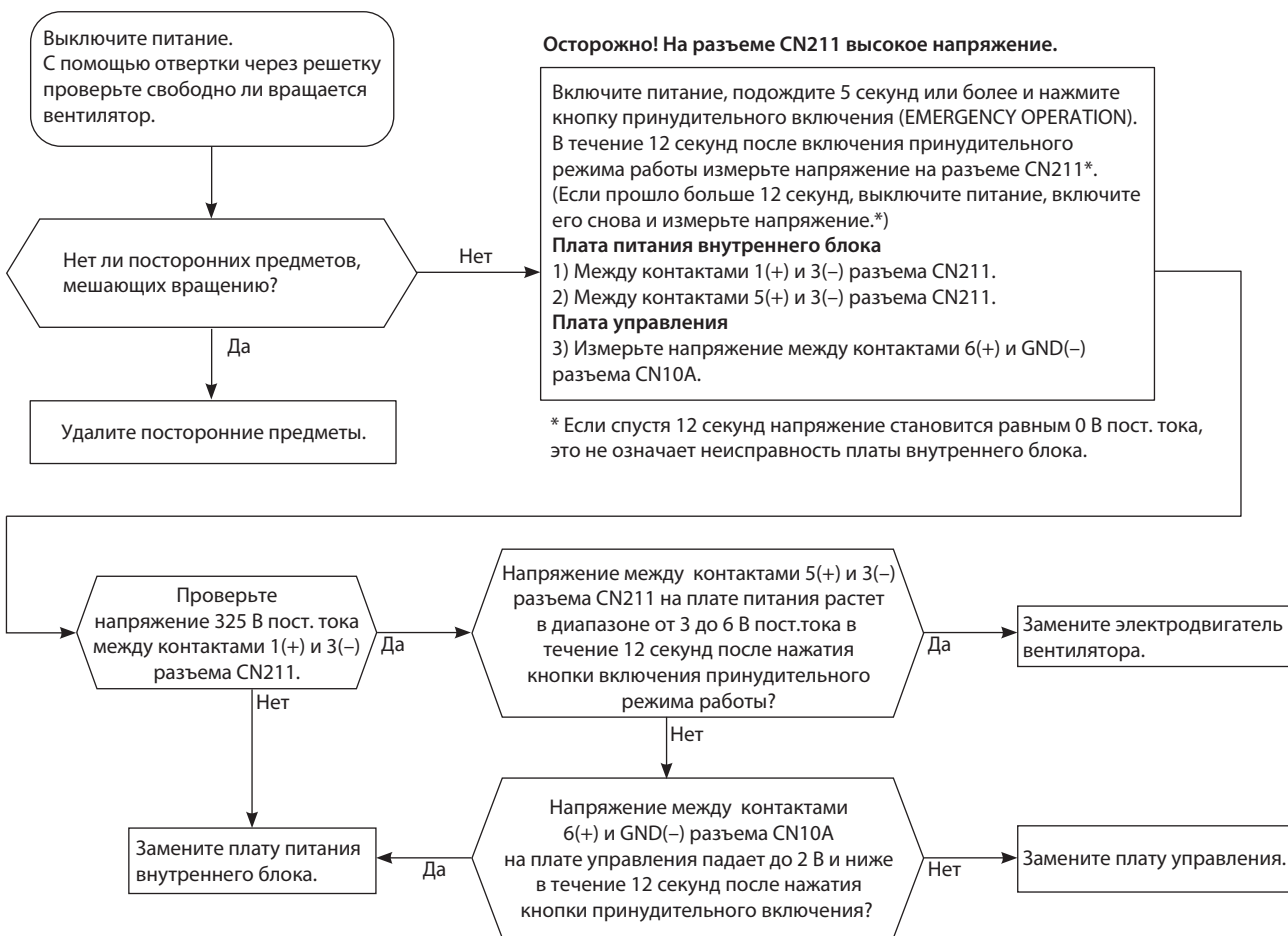 Выключите питание.
С помощью отвертки через решетку
проверьте свободно ли вращается
вентилятор.
Осторожно! На разъеме CN211 высокое напряжение.
Включите питание, подождите 5 секунд или более и нажмите
кнопку принудительного включения (EMERGENCY OPERATION).
В течение 12 секунд после включения принудительного
режима работы измерьте напряжение на разъеме CN211*.
(Если прошло больше 12 секунд, выключите питание, включите
его снова и измерьте напряжение.*)
Плата питания внутреннего блока
1) Между контактами 1(+) и 3(–) разъема CN211.
2) Между контактами 5(+) и 3(–) разъема CN211.
Плата управления
3) Измерьте напряжение между контактами 6(+) и GND(–)
разъема CN10A.
Нет ли посторонних предметов,
мешающих вращению?
Нет
Да
Удалите посторонние предметы.
* Если спустя 12 секунд напряжение становится равным 0 В пост. тока,
это не означает неисправность платы внутреннего блока.
Проверьте
напряжение 325 В пост. тока
между контактами 1(+) и 3(–)
разъема CN211.
Да
Нет
Напряжение между контактами 5(+) и 3(–)
разъема CN211 на плате питания растет
в диапазоне от 3 до 6 В пост.тока в
течение 12 секунд после нажатия
кнопки включения принудительного
режима работы?
Да
Нет
Замените электродвигатель
вентилятора.
Замените плату питания
внутреннего блока.
Да
Напряжение между контактами
6(+) и GND(–) разъема CN10A
на плате управления падает до 2 В и ниже
в течение 12 секунд после нажатия
кнопки принудительного включения?
Нет
Замените плату управления.